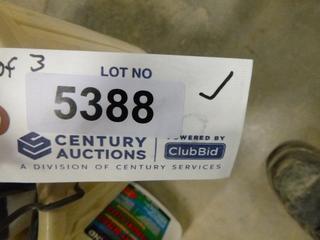 of 3
LOT NO
5388
CENTURY AUCTIONS
POWERED BY
ClubBid
A DIVISION OF CENTURY SERVICES